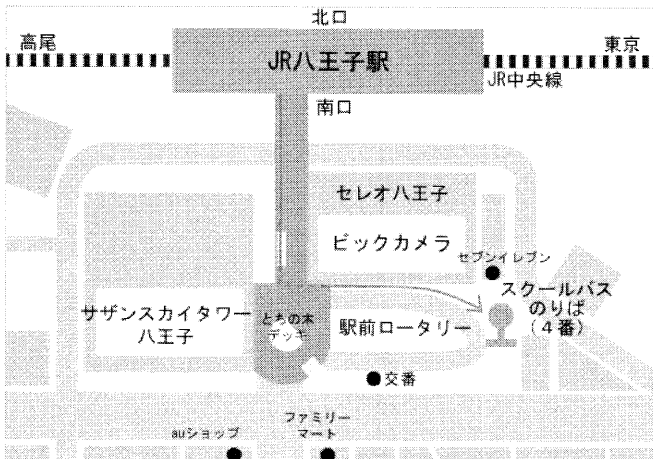 北口
高尾
東京
JR八王子駅
JR中央線
南口
セレオ八王子
ビックカメラ
セブンイレブン
スクールバス
のりば
(4番)
サザンスカイタワー
八王子
とちの木
デッキ
駅前ロータリー
交番
ファミリー
マート
auショップ